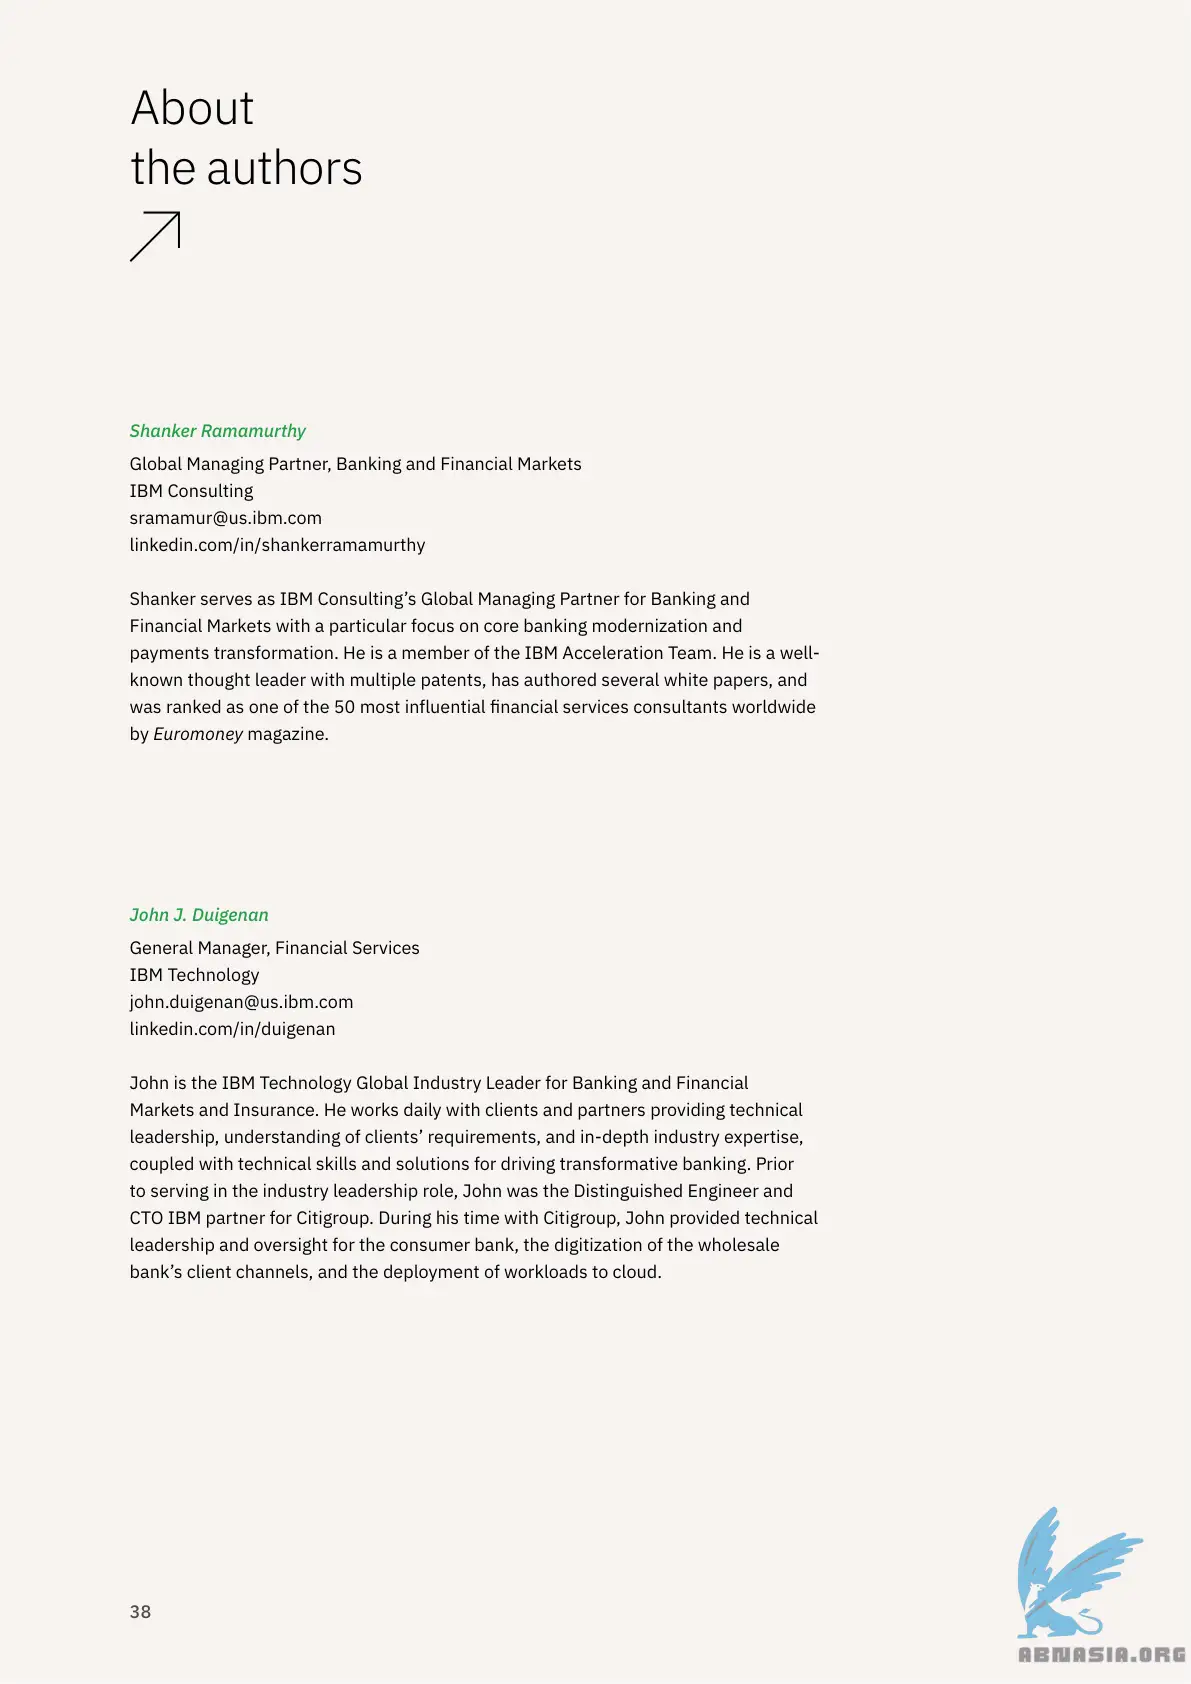 About
the authors
Shanker Ramamurthy
Global Managing Partner, Banking and Financial Markets
IBM Consulting
sramamur@us.ibm.com
linkedin.com/in/shankerramamurthy
Shanker serves as IBM Consulting’s Global Managing Partner for Banking and
Financial Markets with a particular focus on core banking modernization and
payments transformation. He is a member of the IBM Acceleration Team. He is a well-
known thought leader with multiple patents, has authored several white papers, and
was ranked as one of the 50 most influential financial services consultants worldwide
by Euromoney magazine.
John J. Duigenan
General Manager, Financial Services
IBM Technology
john.duigenan@us.ibm.com
linkedin.com/in/duigenan
John is the IBM Technology Global Industry Leader for Banking and Financial
Markets and Insurance. He works daily with clients and partners providing technical
leadership, understanding of clients’ requirements, and in-depth industry expertise,
coupled with technical skills and solutions for driving transformative banking. Prior
to serving in the industry leadership role, John was the Distinguished Engineer and
CTO IBM partner for Citigroup. During his time with Citigroup, John provided technical
leadership and oversight for the consumer bank, the digitization of the wholesale
bank’s client channels, and the deployment of workloads to cloud.
38
ABNASIA.ORG